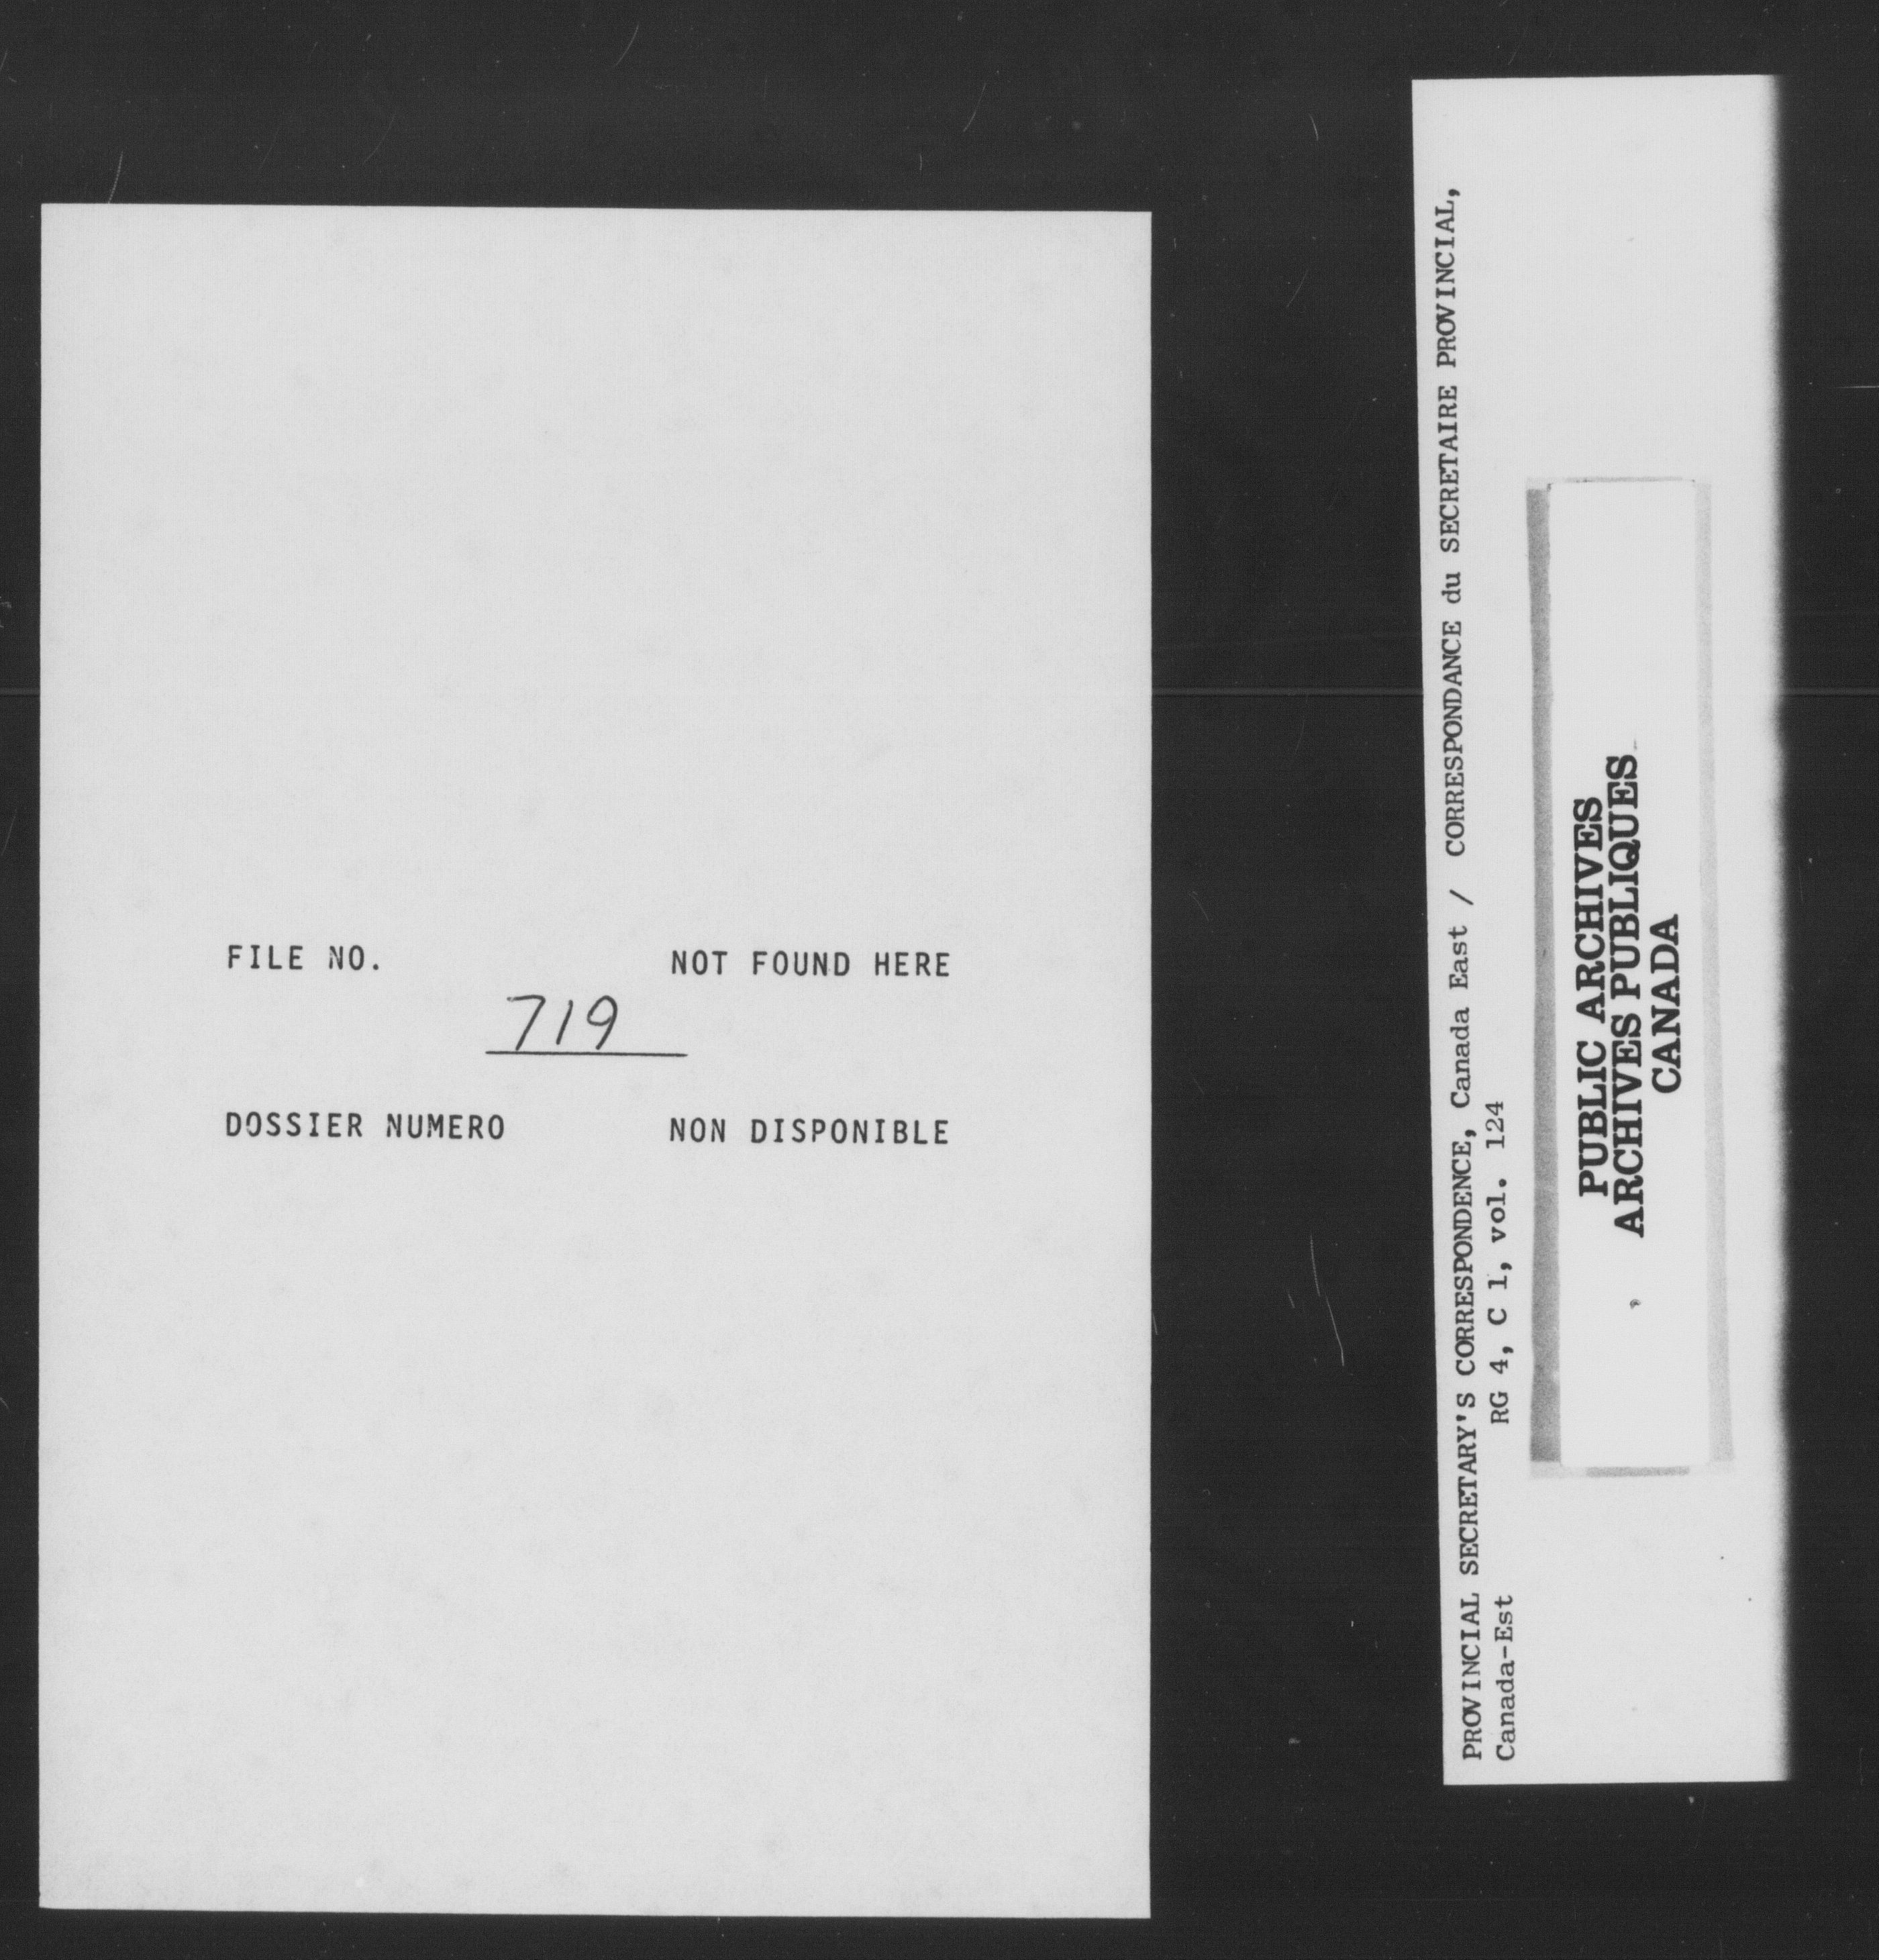 FILE NO. NOT FOUND HERE
719
DOSSIER NUMERO NON DISPONIBLE
PROVINCIAL SECRETARY'S CORRESPONDENCE, Canada East / CORRESPONDANCE du SECRETAIRE PROVINCIAL,
Canada-Est RG 4, C 1, vol. 124
PUBLIC ARCHIVES
ARCHIVES PUBLIQUES
CANADA